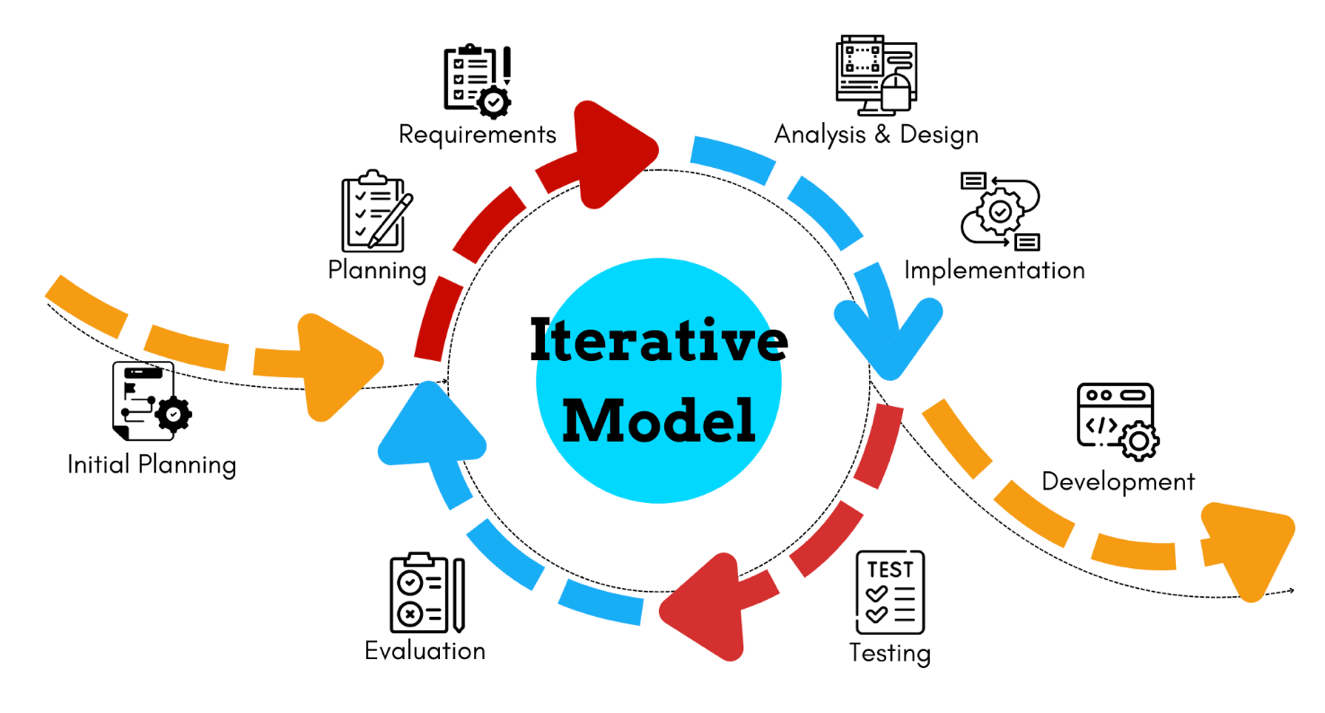 Requirements
Analysis & Design
Planning
Implementation
Iterative
Model
Initial Planning
Development
TEST
Evaluation
Testing